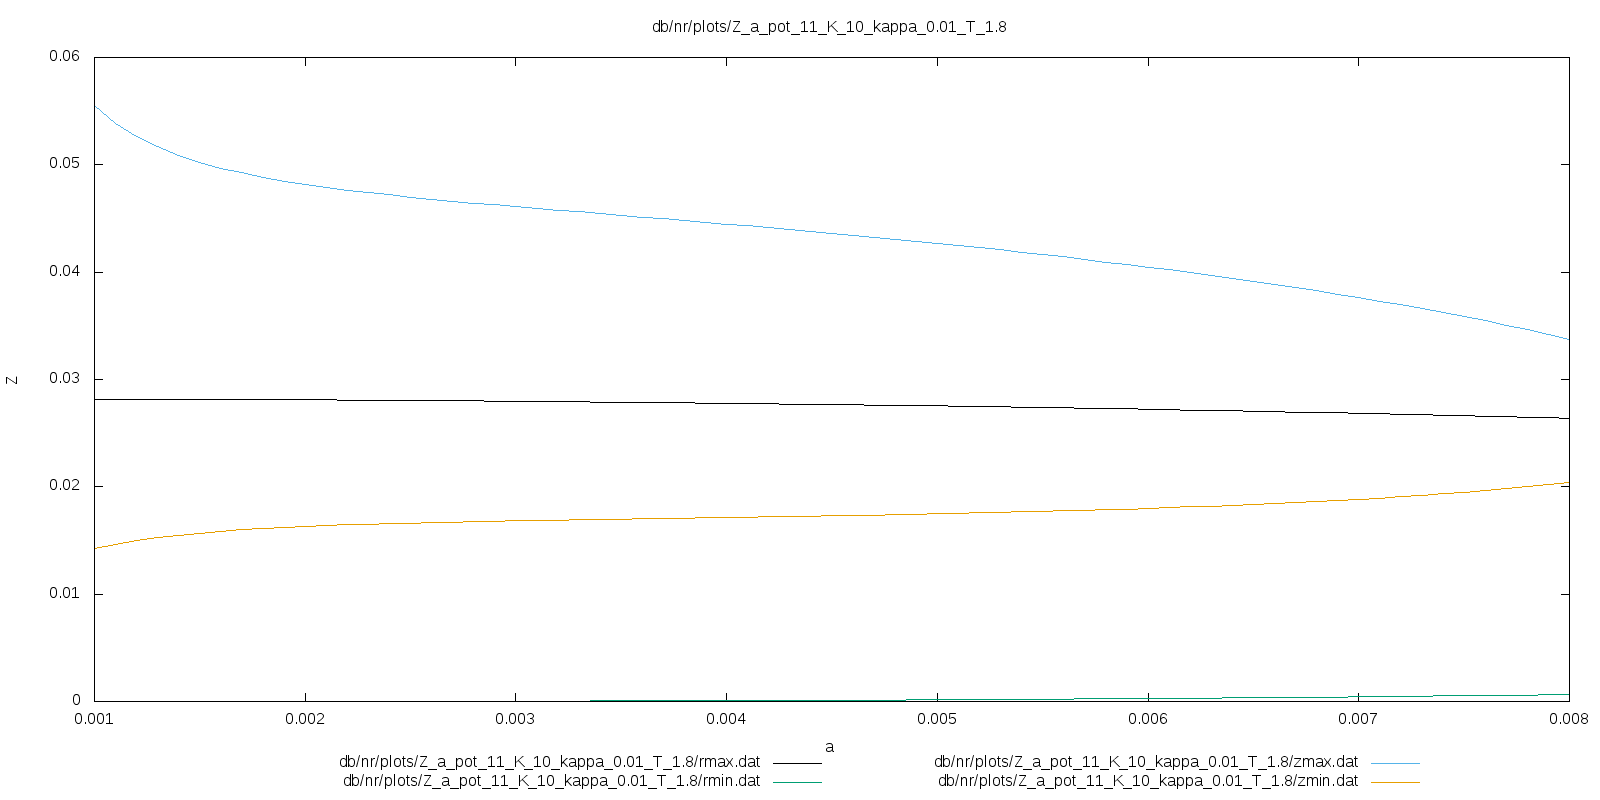 db/nr/plots/Z_a_pot_11_K_10_kappa_0.01_T_1.8
0.06
0.05
0.04
0.03
0.02
0.01
0
Z
0.001 0.002 0.003 0.004 0.005 0.006 0.007 0.008
a
db/nr/plots/Z_a_pot_11_K_10_kappa_0.01_T_1.8/rmax.dat
db/nr/plots/Z_a_pot_11_K_10_kappa_0.01_T_1.8/rmin.dat
db/nr/plots/Z_a_pot_11_K_10_kappa_0.01_T_1.8/zmax.dat
db/nr/plots/Z_a_pot_11_K_10_kappa_0.01_T_1.8/zmin.dat